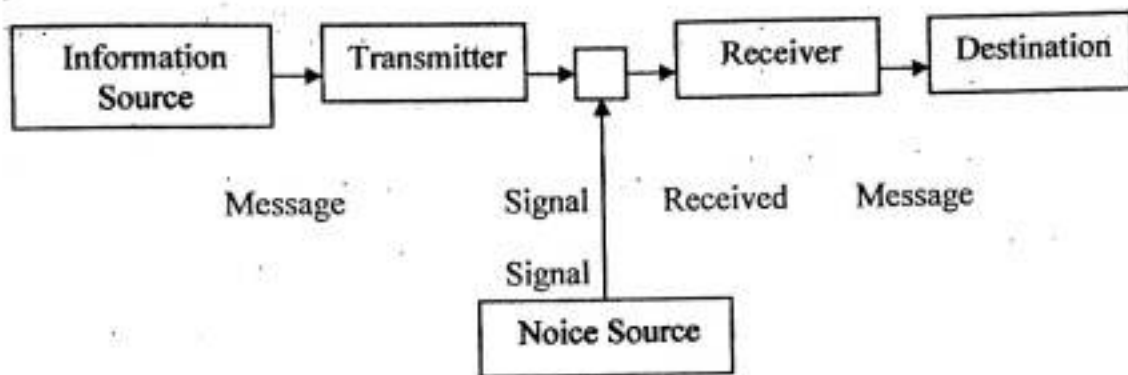 Information
Source
Transmitter
Receiver
Destination
Message
Signal
Received
Message
Signal
Noice Source